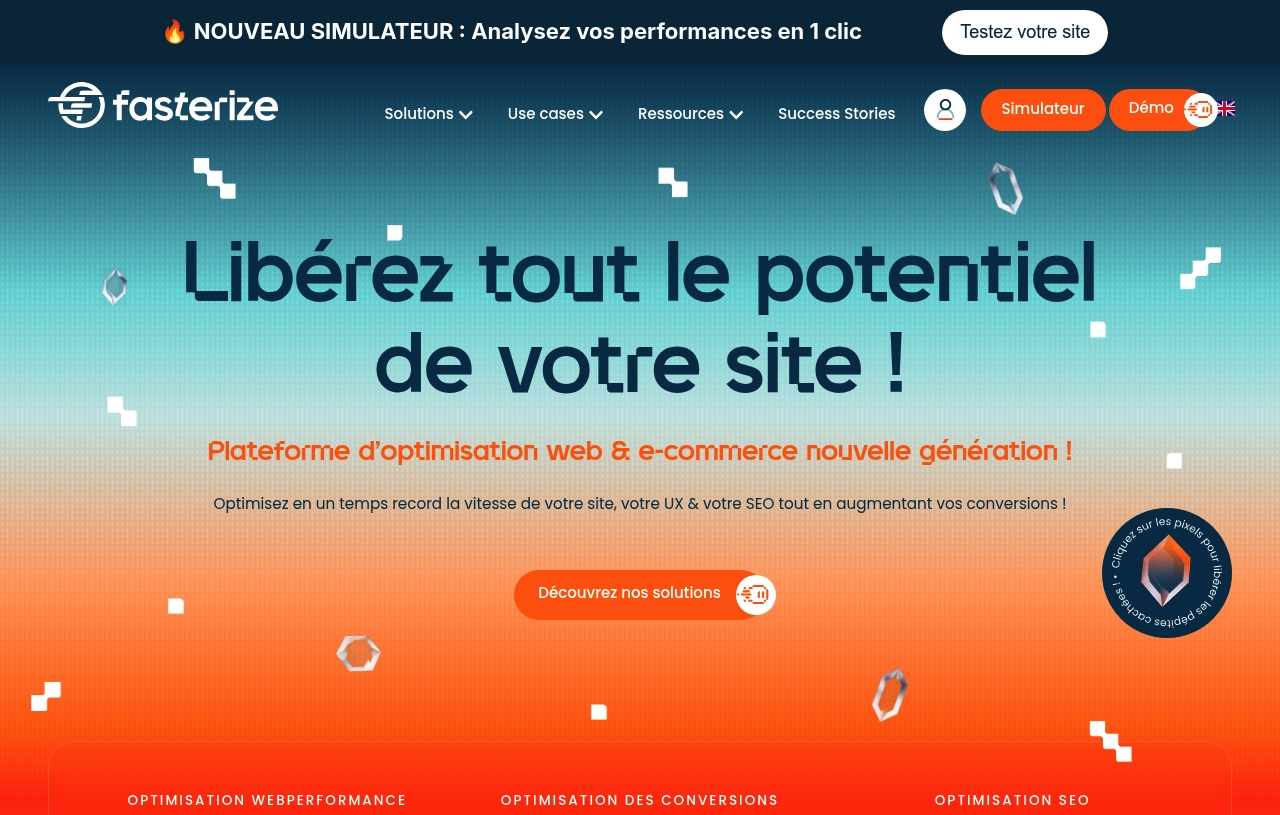 🔥 NOUVEAU SIMULATEUR : Analysez vos performances en 1 clic
Testez votre site
fasterize
Solutions
Use cases
Ressources
Success Stories
Simulateur
Démo
Libérez tout le potentiel
de votre site !
Plateforme d’optimisation web & e-commerce nouvelle génération !
Optimisez en un temps record la vitesse de votre site, votre UX & votre SEO tout en augmentant vos conversions !
Cliquez sur les pixels pour libérer les pépites cachées ! •
Découvrez nos solutions
OPTIMISATION WEBPERFORMANCE
OPTIMISATION DES CONVERSIONS
OPTIMISATION SEO